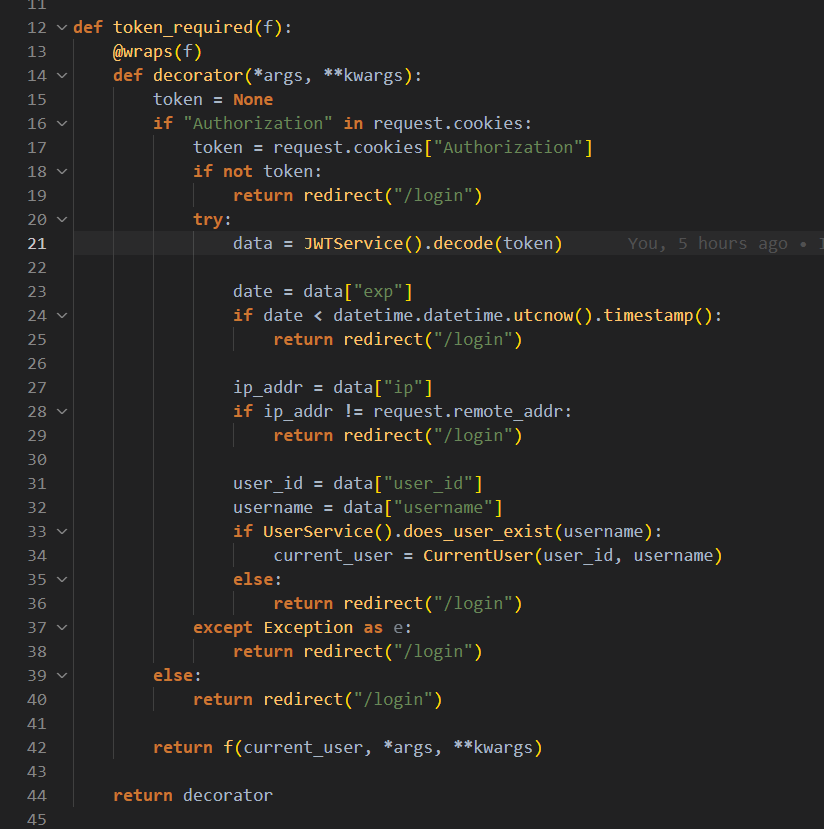 11
12 def token_required(f):
13     @wraps(f)
14     def decorator(*args, **kwargs):
15         token = None
16         if "Authorization" in request.cookies:
17             token = request.cookies["Authorization"]
18             if not token:
19                 return redirect("/login")
20             try:
21                 data = JWTService().decode(token)      You, 5 hours ago •
22
23                 date = data["exp"]
24                 if date < datetime.datetime.utcnow().timestamp():
25                     return redirect("/login")
26
27                 ip_addr = data["ip"]
28                 if ip_addr != request.remote_addr:
29                     return redirect("/login")
30
31                 user_id = data["user_id"]
32                 username = data["username"]
33                 if UserService().does_user_exist(username):
34                     current_user = CurrentUser(user_id, username)
35                 else:
36                     return redirect("/login")
37             except Exception as e:
38                 return redirect("/login")
39         else:
40             return redirect("/login")
41
42         return f(current_user, *args, **kwargs)
43
44     return decorator
45